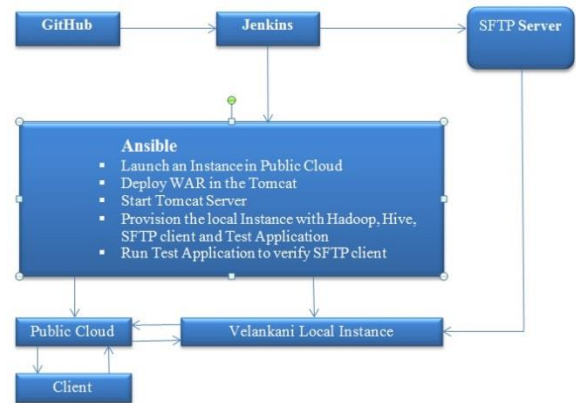 GitHub
Jenkins
SFTP Server
Ansible
▪ Launch an Instance in Public Cloud
▪ Deploy WAR in the Tomcat
▪ Start Tomcat Server
▪ Provision the local Instance with Hadoop, Hive,
SFTP client and Test Application
▪ Run Test Application to verify SFTP client
Public Cloud
Velankani Local Instance
Client